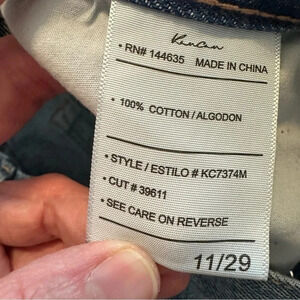 KanCan
• RN# 144635 MADE IN CHINA
• 100% COTTON / ALGODON
• STYLE / ESTILO # KC7374M
• CUT # 39611
• SEE CARE ON REVERSE
11/29